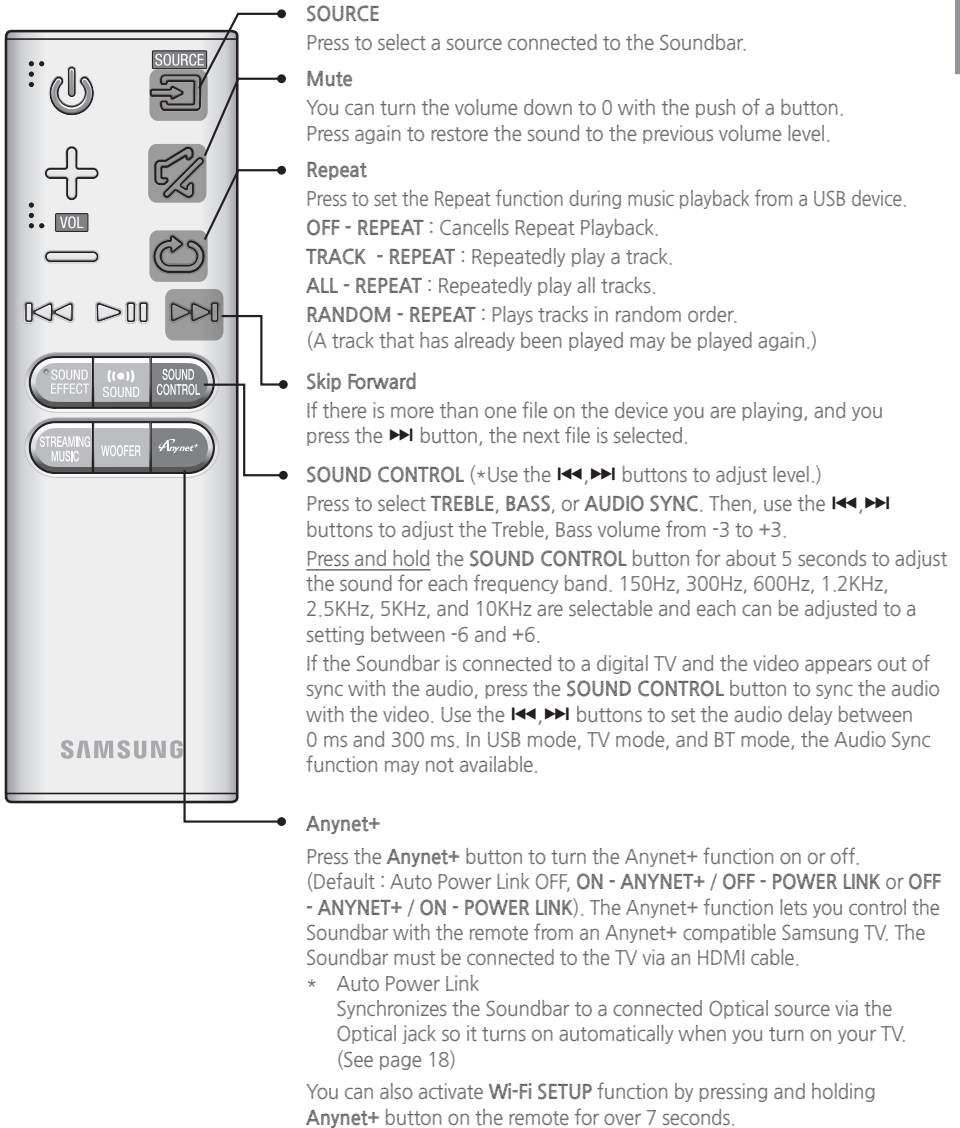 SOURCE
Press to select a source connected to the Soundbar.
Mute
You can turn the volume down to 0 with the push of a button.
Press again to restore the sound to the previous volume level.
Repeat
Press to set the Repeat function during music playback from a USB device.
OFF - REPEAT : Cancells Repeat Playback.
TRACK - REPEAT : Repeatedly play a track.
ALL - REPEAT : Repeatedly play all tracks.
RANDOM - REPEAT : Plays tracks in random order.
(A track that has already been played may be played again.)
Skip Forward
If there is more than one file on the device you are playing, and you
press the ⏭ button, the next file is selected.
SOUND CONTROL (*Use the ⏮,⏭ buttons to adjust level.)
Press to select TREBLE, BASS, or AUDIO SYNC. Then, use the ⏮,⏭
buttons to adjust the Treble, Bass volume from -3 to +3.
Press and hold the SOUND CONTROL button for about 5 seconds to adjust
the sound for each frequency band. 150Hz, 300Hz, 600Hz, 1.2KHz,
2.5KHz, 5KHz, and 10KHz are selectable and each can be adjusted to a
setting between -6 and +6.
If the Soundbar is connected to a digital TV and the video appears out of
sync with the audio, press the SOUND CONTROL button to sync the audio
with the video. Use the ⏮,⏭ buttons to set the audio delay between
0 ms and 300 ms. In USB mode, TV mode, and BT mode, the Audio Sync
function may not available.
Anynet+
Press the Anynet+ button to turn the Anynet+ function on or off.
(Default : Auto Power Link OFF, ON - ANYNET+ / OFF - POWER LINK or OFF
- ANYNET+ / ON - POWER LINK). The Anynet+ function lets you control the
Soundbar with the remote from an Anynet+ compatible Samsung TV. The
Soundbar must be connected to the TV via an HDMI cable.
* Auto Power Link
Synchronizes the Soundbar to a connected Optical source via the
Optical jack so it turns on automatically when you turn on your TV.
(See page 18)
You can also activate Wi-Fi SETUP function by pressing and holding
Anynet+ button on the remote for over 7 seconds.
SOURCE
VOL
SOUND
EFFECT
SOUND
SOUND
CONTROL
STREAMING
MUSIC
WOOFER
Anynet+
SAMSUNG